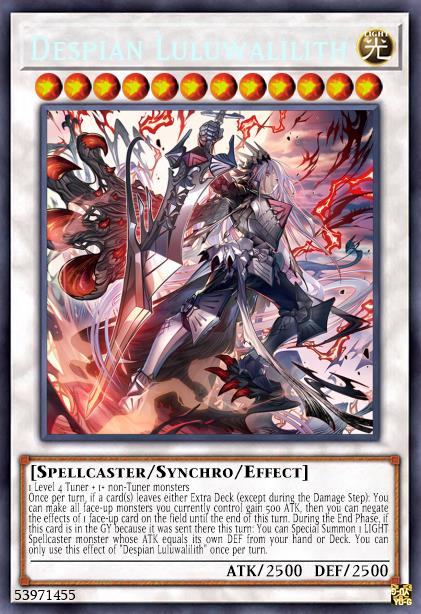 Despian Luluwalilith
LIGHT
光
[Spellcaster/Synchro/Effect]
1 Level 4 Tuner + 1+ non-Tuner monsters
Once per turn, if a card(s) leaves either Extra Deck (except during the Damage Step): You
can make all face-up monsters you currently control gain 500 ATK, then you can negate
the effects of 1 face-up card on the field until the end of this turn. During the End Phase, if
this card is in the GY because it was sent there this turn: You can Special Summon 1 LIGHT
Spellcaster monster whose ATK equals its own DEF from your hand or Deck. You can
only use this effect of "Despian Luluwalilith" once per turn.
ATK/2500 DEF/2500
53971455